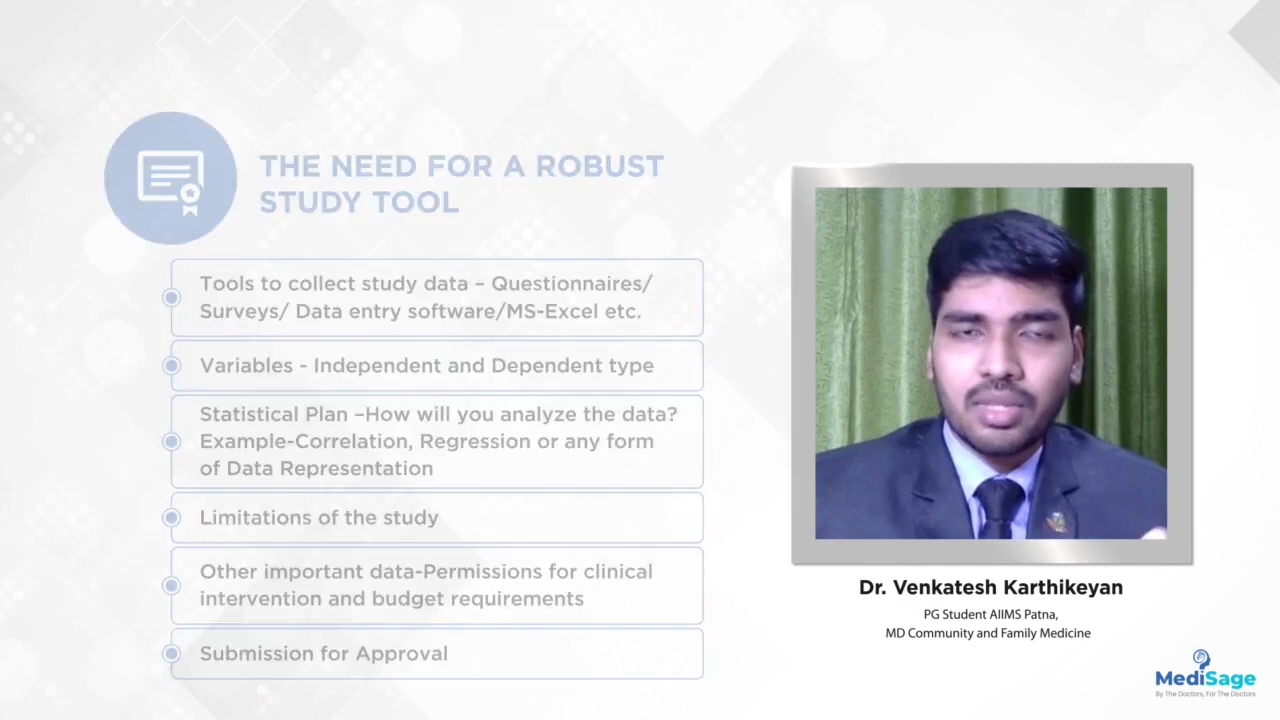 THE NEED FOR A ROBUST
STUDY TOOL
Tools to collect study data – Questionnaires/
Surveys/ Data entry software/MS-Excel etc.
Variables - Independent and Dependent type
Statistical Plan –How will you analyze the data?
Example-Correlation, Regression or any form
of Data Representation
Limitations of the study
Other important data-Permissions for clinical
intervention and budget requirements
Submission for Approval
Dr. Venkatesh Karthikeyan
PG Student AIIMS Patna,
MD Community and Family Medicine
MediSage
By The Doctors, For The Doctors